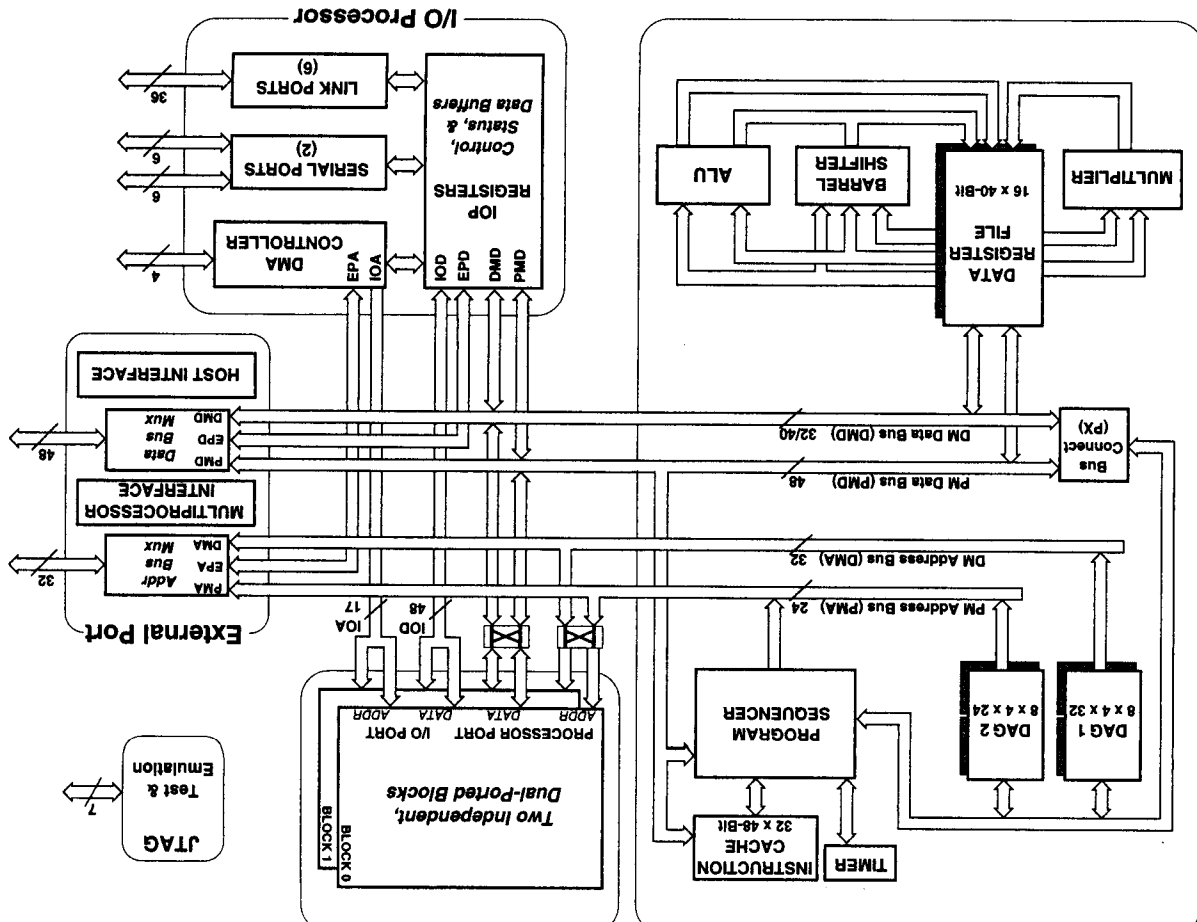 TIMER
INSTRUCTION
CACHE
32 x 48-Bit
BLOCK 0
BLOCK 1
Two Independent,
Dual-Ported Blocks
PROCESSOR PORT
I/O PORT
ADDR
DATA
DATA
DATA
ADDR
ADDR
JTAG
Test &
Emulation
7
DAG 1
8 x 4 x 32
DAG 2
8 x 4 x 24
PROGRAM
SEQUENCER
IOD
48
IOA
17
External Port
PM Address Bus (PMA)
24
DM Address Bus (DMA)
32
PMA
EPA
DMA
Addr
Bus
Mux
32
MULTIPROCESSOR
INTERFACE
Bus
Connect
(PX)
PM Data Bus (PMD)
48
DM Data Bus (DMD)
32/40
PMD
EPD
DMD
Data
Bus
Mux
48
HOST INTERFACE
MULTIPLIER
DATA
REGISTER
FILE
16 x 40-Bit
BARREL
SHIFTER
ALU
PMD
DMD
EPD
IOD
IOP
REGISTERS
Control,
Status, &
Data Buffers
IOA
EPA
DMA
CONTROLLER
4
SERIAL PORTS
(2)
6
6
LINK PORTS
(6)
36
I/O Processor